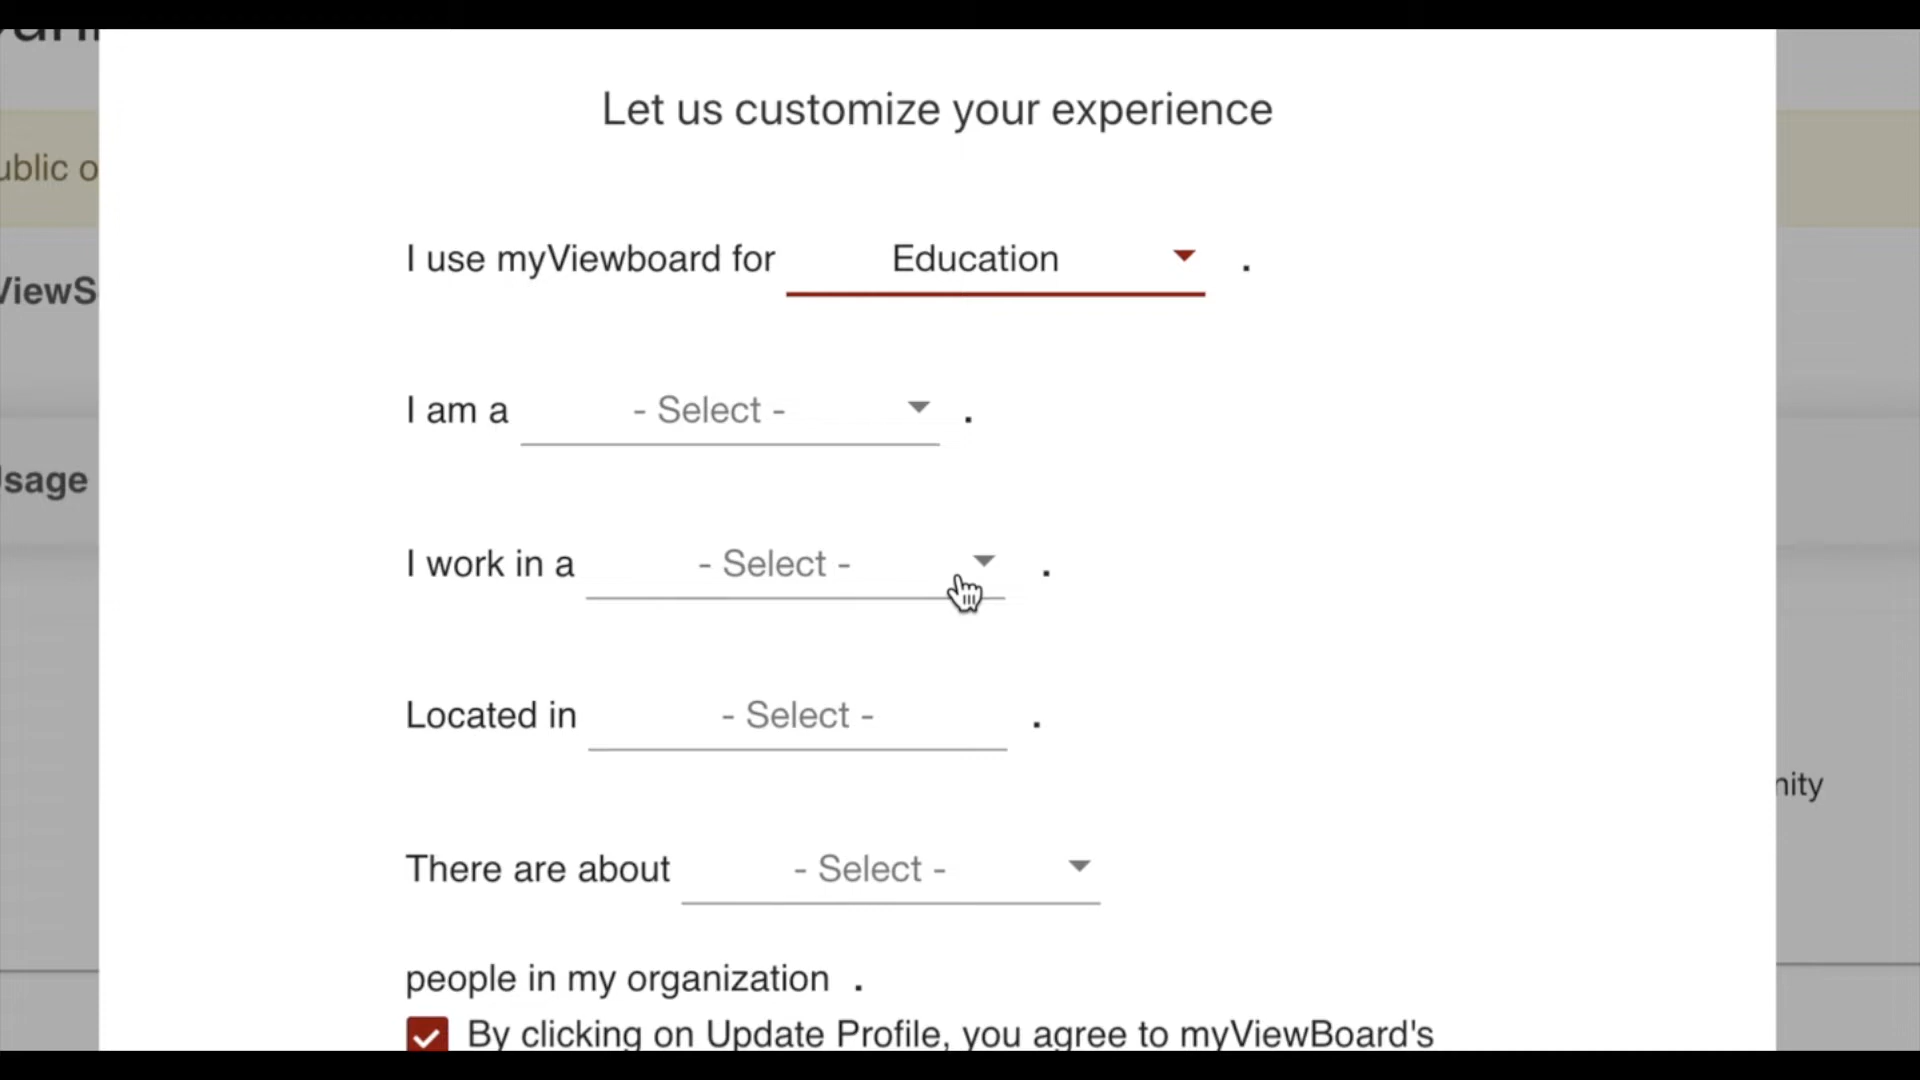 Let us customize your experience
ublic o
I use myViewboard for Education .
ViewS
I am a - Select - .
sage
I work in a - Select - .
Located in - Select - .
nity
There are about - Select -
people in my organization .
By clicking on Update Profile, you agree to myViewBoard's